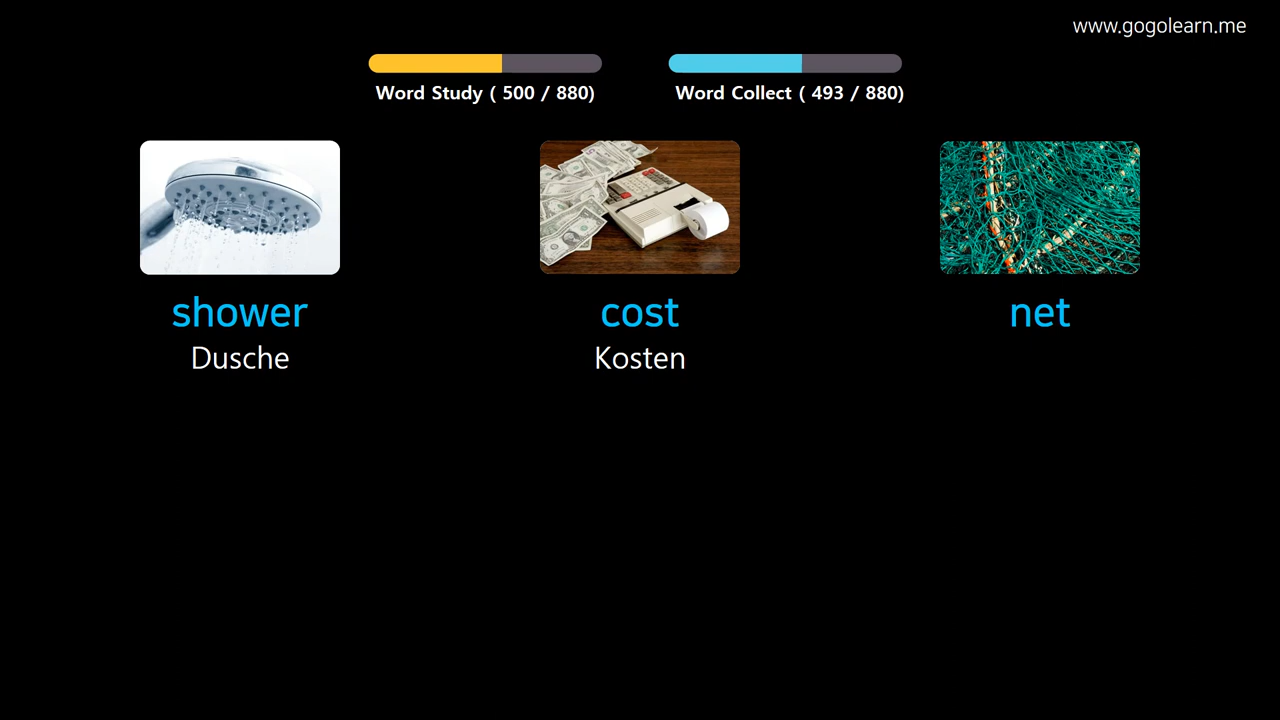 www.gogolearn.me
Word Study ( 500 / 880)
Word Collect ( 493 / 880)
shower
Dusche
cost
Kosten
net